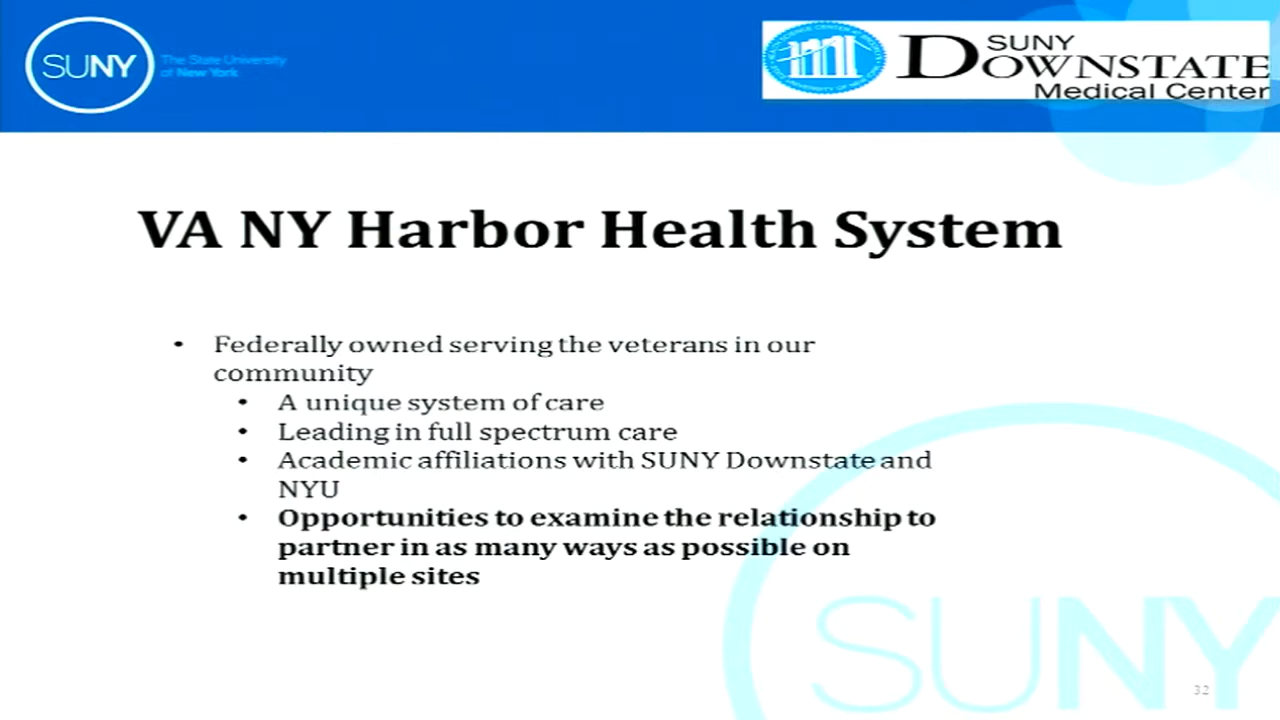 SUNY
The State University
of New York
SUNY
DOWNSTATE
Medical Center
VA NY Harbor Health System
• Federally owned serving the veterans in our
community
• A unique system of care
• Leading in full spectrum care
• Academic affiliations with SUNY Downstate and
NYU
• Opportunities to examine the relationship to
partner in as many ways as possible on
multiple sites
SUNY
32